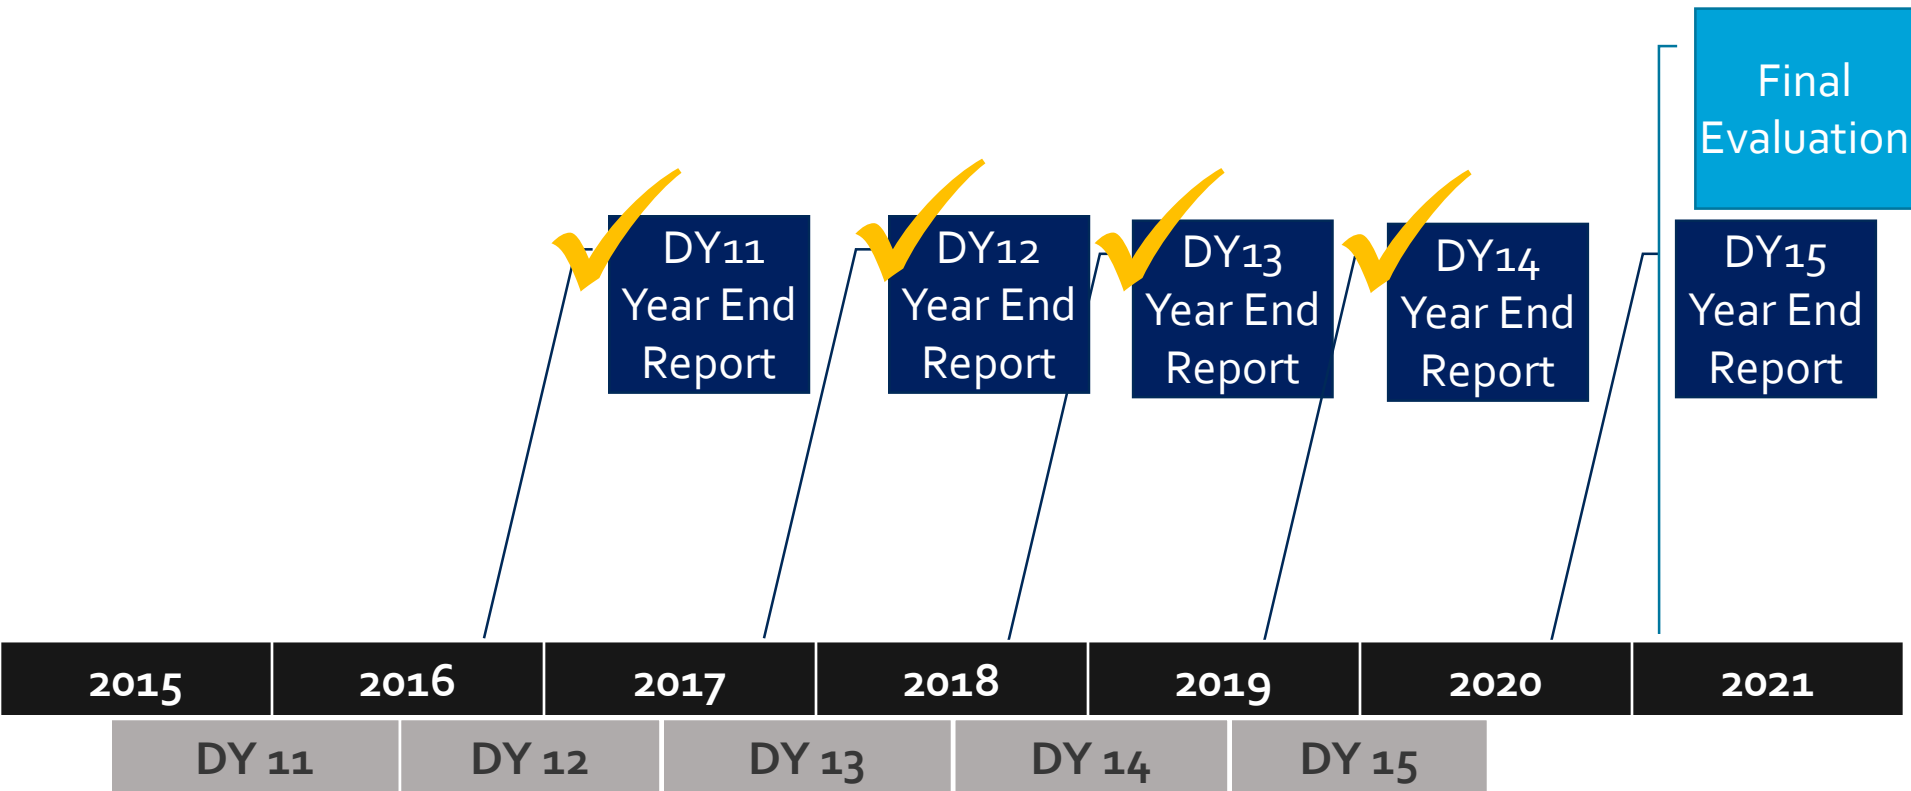 Final
Evaluation
DY11
Year End
Report
DY12
Year End
Report
DY13
Year End
Report
DY14
Year End
Report
DY15
Year End
Report
2015
2016
2017
2018
2019
2020
2021
DY 11
DY 12
DY 13
DY 14
DY 15